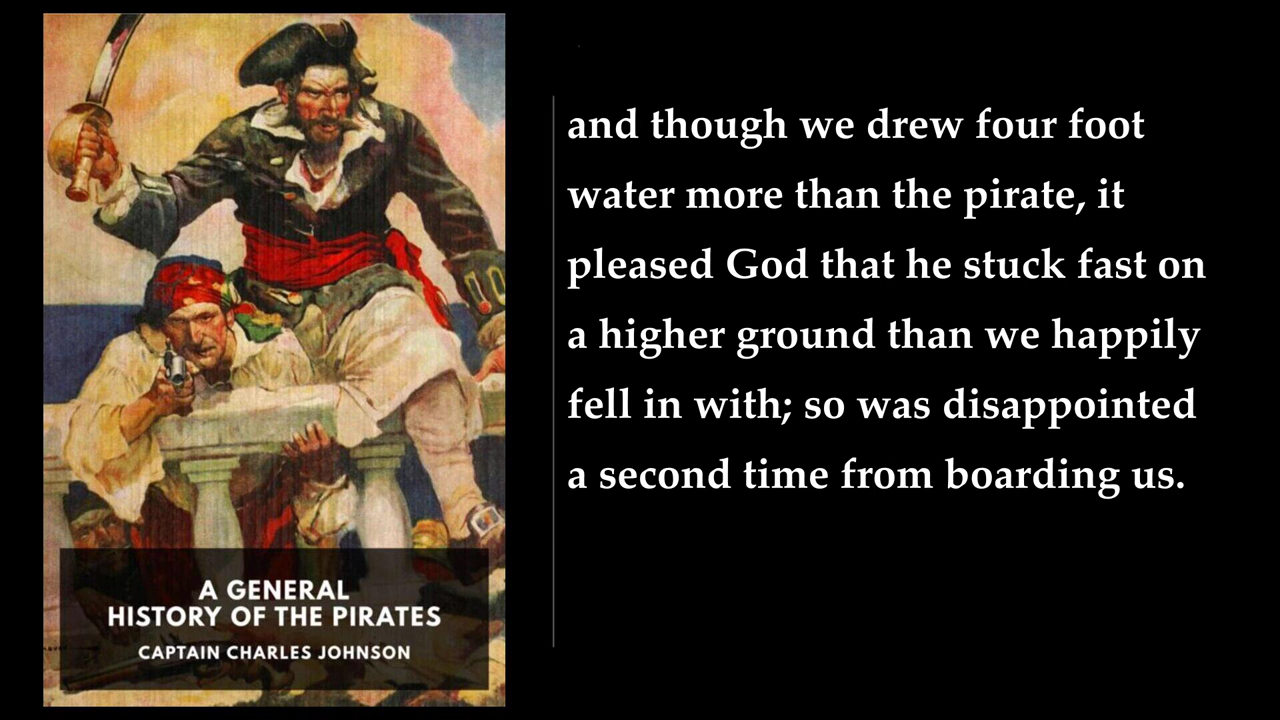 A GENERAL
HISTORY OF THE PIRATES
CAPTAIN CHARLES JOHNSON
and though we drew four foot
water more than the pirate, it
pleased God that he stuck fast on
a higher ground than we happily
fell in with; so was disappointed
a second time from boarding us.